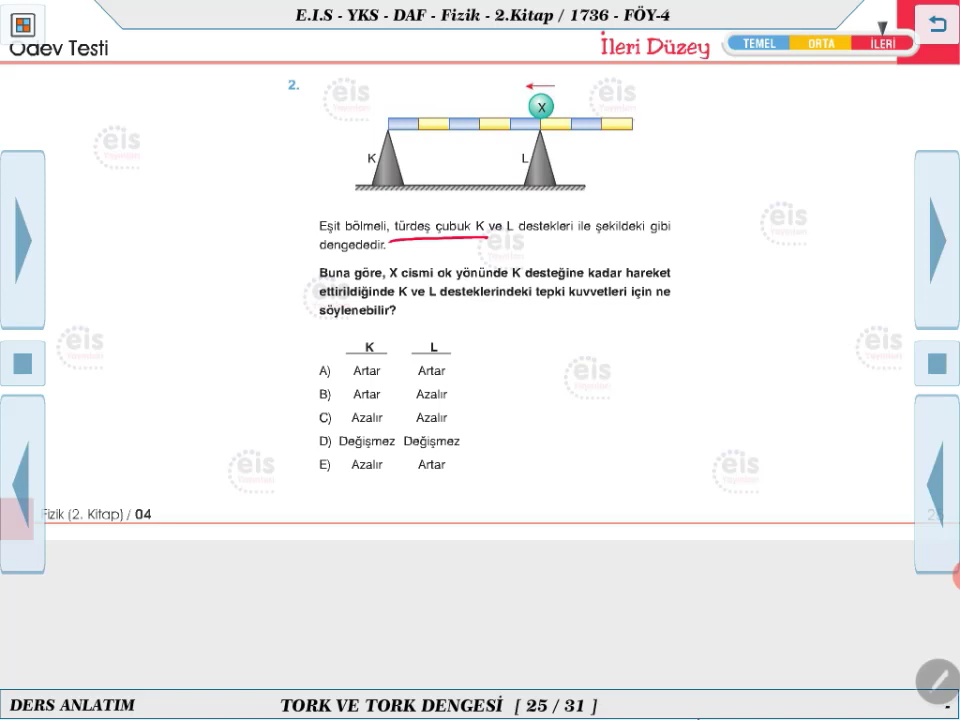 E.I.S - YKS - DAF - Fizik - 2.Kitap / 1736 - FÖY-4
Ödev Testi
İleri Düzey
TEMEL ORTA İLERİ
2.
X
K L
Eşit bölmeli, türdeş çubuk K ve L destekleri ile şekildeki gibi
dengededir.
Buna göre, X cismi ok yönünde K desteğine kadar hareket
ettirildiğinde K ve L desteklerindeki tepki kuvvetleri için ne
söylenebilir?
K L
A) Artar Artar
B) Artar Azalır
C) Azalır Azalır
D) Değişmez Değişmez
E) Azalır Artar
eis
Yayınları
Fizik (2. Kitap) / 04
DERS ANLATIM
TORK VE TORK DENGESİ [ 25 / 31 ]
-